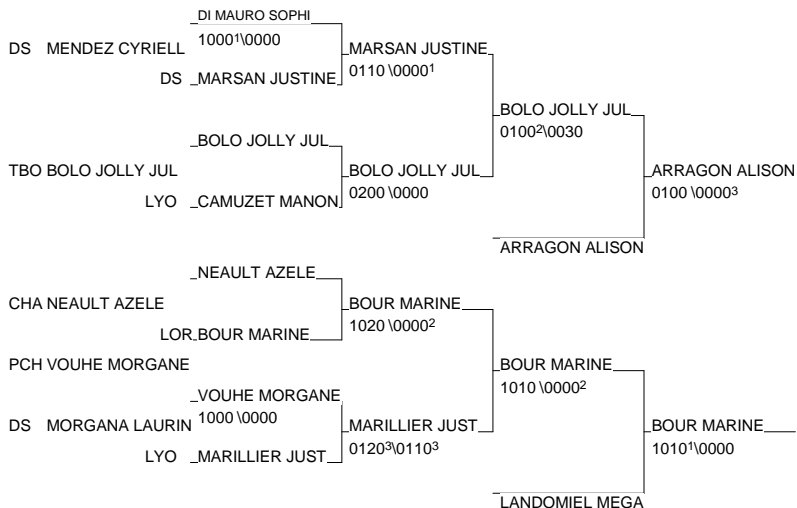 DI MAURO SOPHI
1000¹\0000
DS MENDEZ CYRIELL
MARSAN JUSTINE
0110 \0000¹
DS MARSAN JUSTINE
BOLO JOLLY JUL
0100²\0030
BOLO JOLLY JUL
TBO BOLO JOLLY JUL
BOLO JOLLY JUL
0200 \0000
ARRAGON ALISON
0100 \0000³
LYO CAMUZET MANON
ARRAGON ALISON
NEAULT AZELE
CHA NEAULT AZELE
BOUR MARINE
1020 \0000²
LOR BOUR MARINE
PCH VOUHE MORGANE
BOUR MARINE
1010 \0000²
VOUHE MORGANE
1000 \0000
DS MORGANA LAURIN
MARILLIER JUST
0120³\0110³
BOUR MARINE
1010¹\0000
LYO MARILLIER JUST
LANDOMIEL MEGA